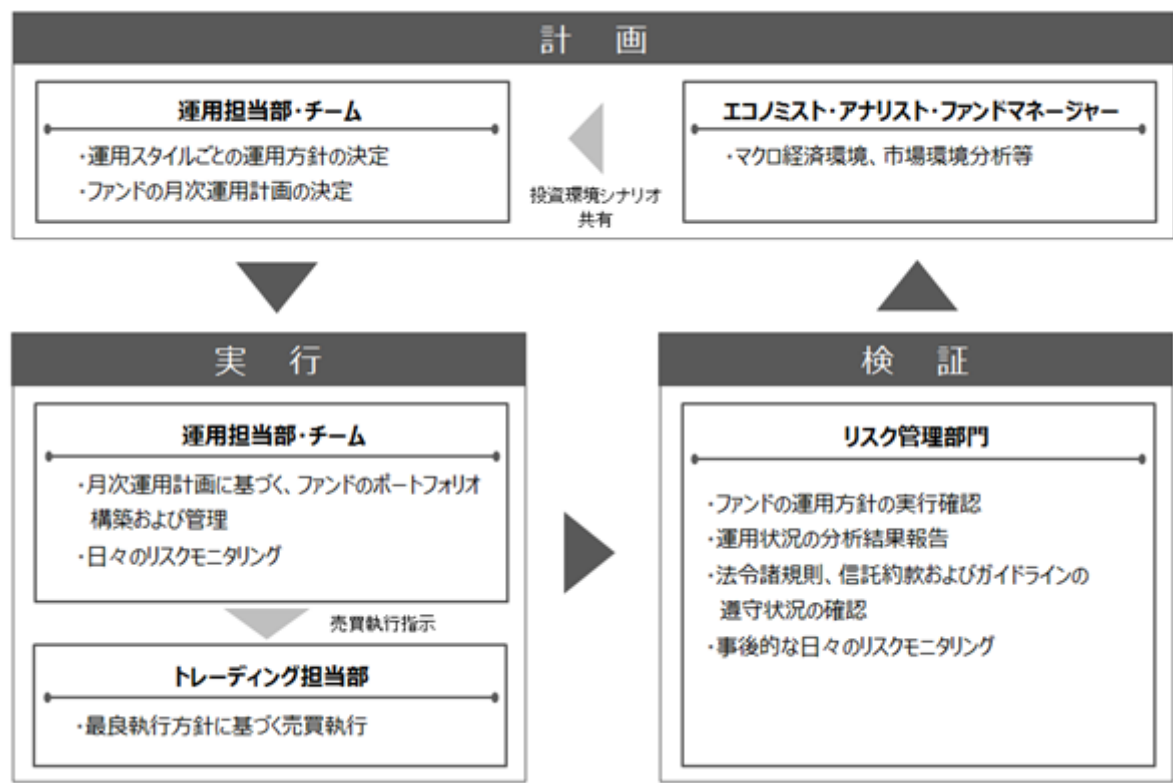 計 画
運用担当部・チーム
・運用スタイルごとの運用方針の決定
・ファンドの月次運用計画の決定
投資環境シナリオ
共有
エコノミスト・アナリスト・ファンドマネージャー
・マクロ経済環境、市場環境分析等
実 行
運用担当部・チーム
・月次運用計画に基づく、ファンドのポートフォリオ
構築および管理
・日々のリスクモニタリング
売買執行指示
トレーディング担当部
・最良執行方針に基づく売買執行
検 証
リスク管理部門
・ファンドの運用方針の実行確認
・運用状況の分析結果報告
・法令諸規則、信託約款およびガイドラインの
遵守状況の確認
・事後的な日々のリスクモニタリング